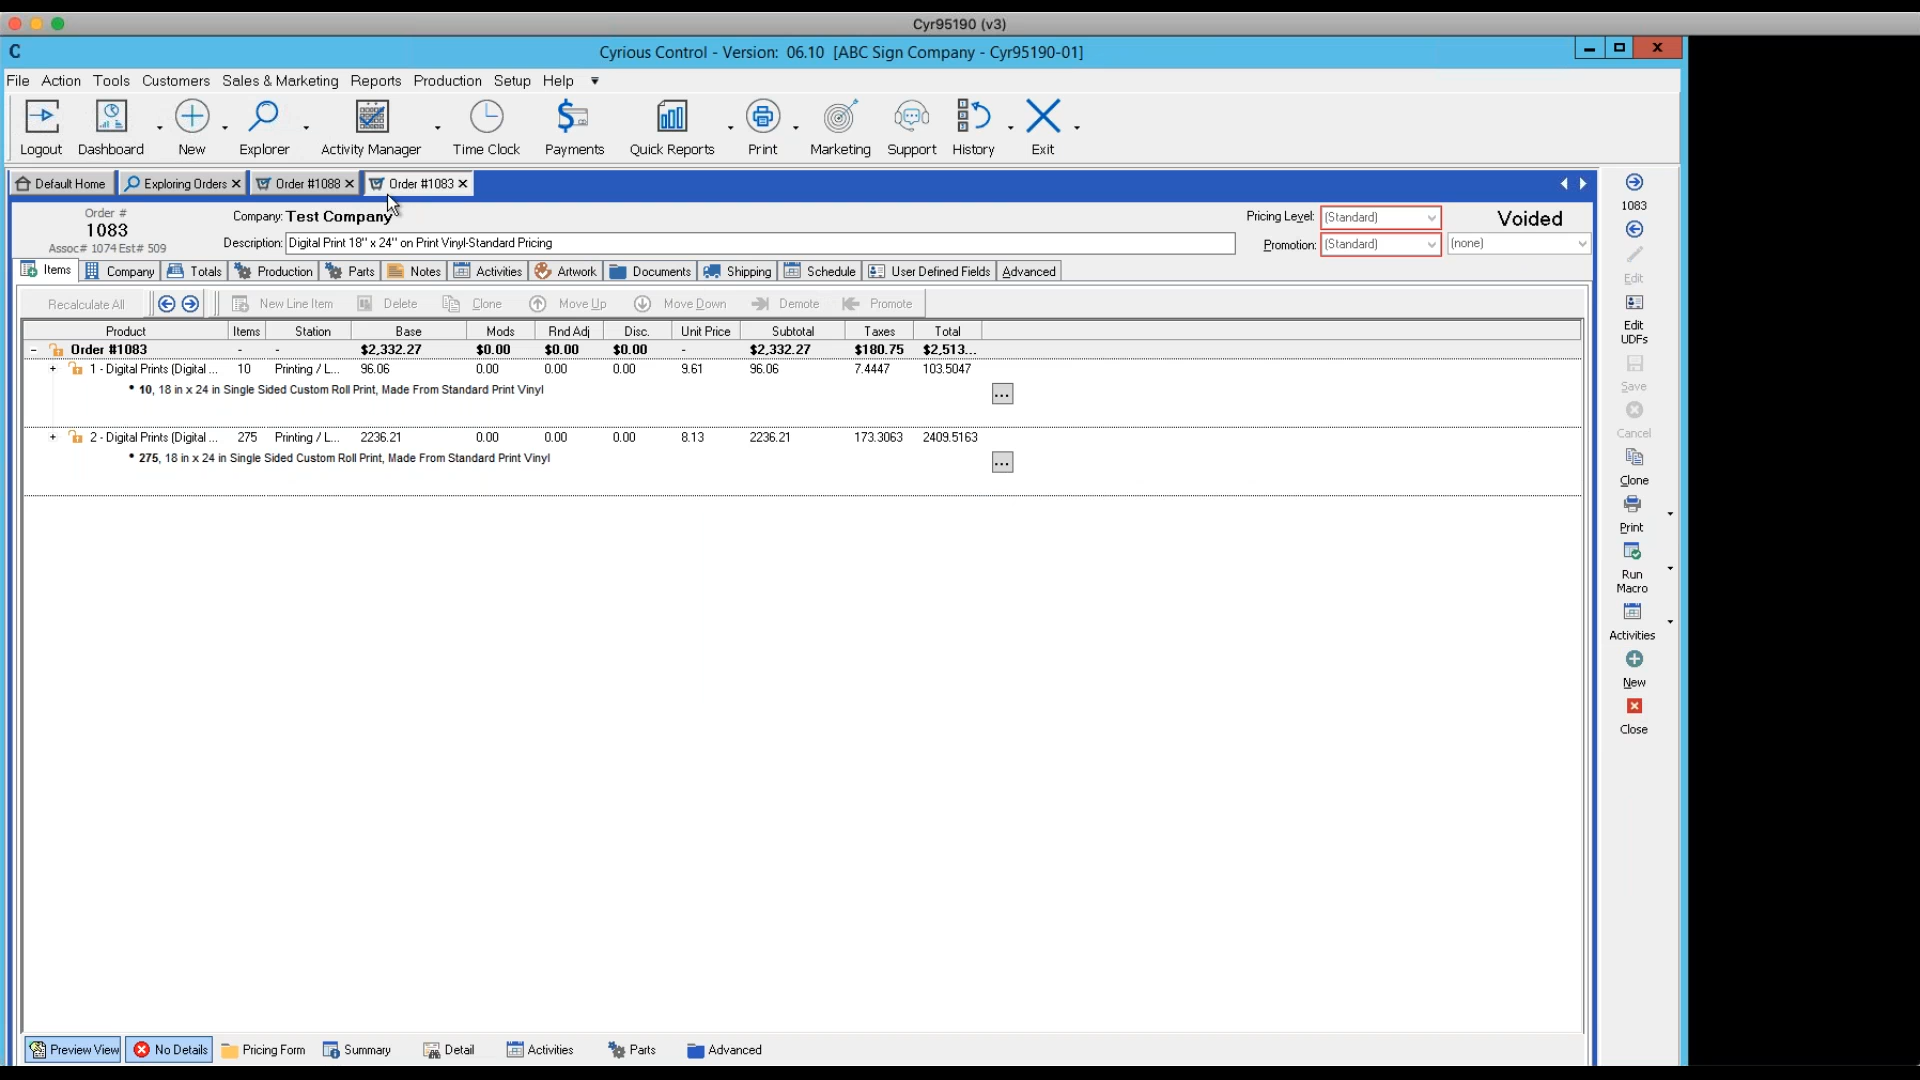 Cyr95190 (v3)
C Cyrious Control - Version: 06.10 [ABC Sign Company - Cyr95190-01]
File Action Tools Customers Sales & Marketing Reports Production Setup Help
Logout Dashboard New Explorer Activity Manager Time Clock Payments Quick Reports Print Marketing Support History Exit
Default Home Exploring Orders Order #1088 Order #1083
Order #
1083
Assoc# 1074 Est# 509
Company: Test Company
Description: Digital Print 18" x 24" on Print Vinyl-Standard Pricing
Pricing Level: (Standard) Voided
Promotion: (Standard) (none)
Items Company Totals Production Parts Notes Activities Artwork Documents Shipping Schedule User Defined Fields Advanced
Recalculate All New Line Item Delete Clone Move Up Move Down Demote Promote
Product Items Station Base Mods Rnd Adj Disc. Unit Price Subtotal Taxes Total
- Order #1083 - - $2,332.27 $0.00 $0.00 $0.00 - $2,332.27 $180.75 $2,513...
+ 1 - Digital Prints (Digital ... 10 Printing / L... 96.06 0.00 0.00 0.00 9.61 96.06 7.4447 103.5047
* 10, 18 in x 24 in Single Sided Custom Roll Print, Made From Standard Print Vinyl ...
+ 2 - Digital Prints (Digital ... 275 Printing / L... 2236.21 0.00 0.00 0.00 8.13 2236.21 173.3063 2409.5163
* 275, 18 in x 24 in Single Sided Custom Roll Print, Made From Standard Print Vinyl ...
Preview View No Details Pricing Form Summary Detail Activities Parts Advanced
1083
Edit
Edit
UDFs
Save
Cancel
Clone
Print
Run
Macro
Activities
New
Close